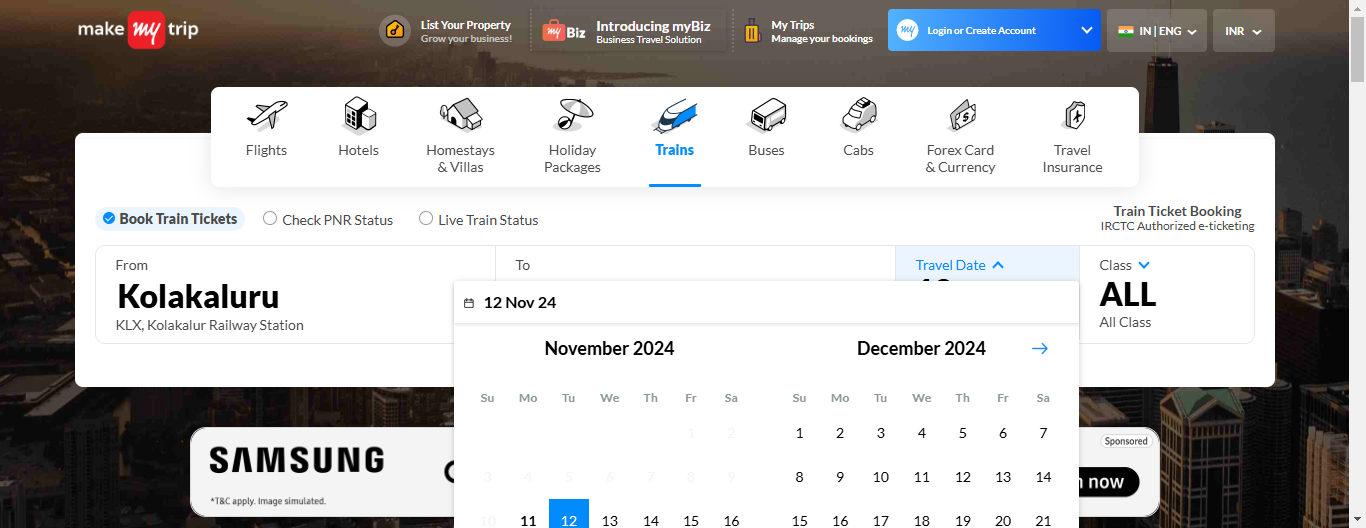 make my trip
List Your Property
Grow your business!
my Biz
Introducing myBiz
Business Travel Solution
My Trips
Manage your bookings
my
Login or Create Account
IN | ENG
INR
Flights
Hotels
Homestays
& Villas
Holiday
Packages
Trains
Buses
Cabs
Forex Card
& Currency
Travel
Insurance
Book Train Tickets
Check PNR Status
Live Train Status
Train Ticket Booking
IRCTC Authorized e-ticketing
From
Kolakaluru
KLX, Kolakalur Railway Station
To
Travel Date
Class
ALL
All Class
12 Nov 24
November 2024
December 2024
Su Mo Tu We Th Fr Sa
Su Mo Tu We Th Fr Sa
1 2
1 2 3 4 5 6 7
3 4 5 6 7 8 9
8 9 10 11 12 13 14
10 11 12 13 14 15 16
15 16 17 18 19 20 21
SAMSUNG
*T&C apply. Image simulated.
Sponsored
now